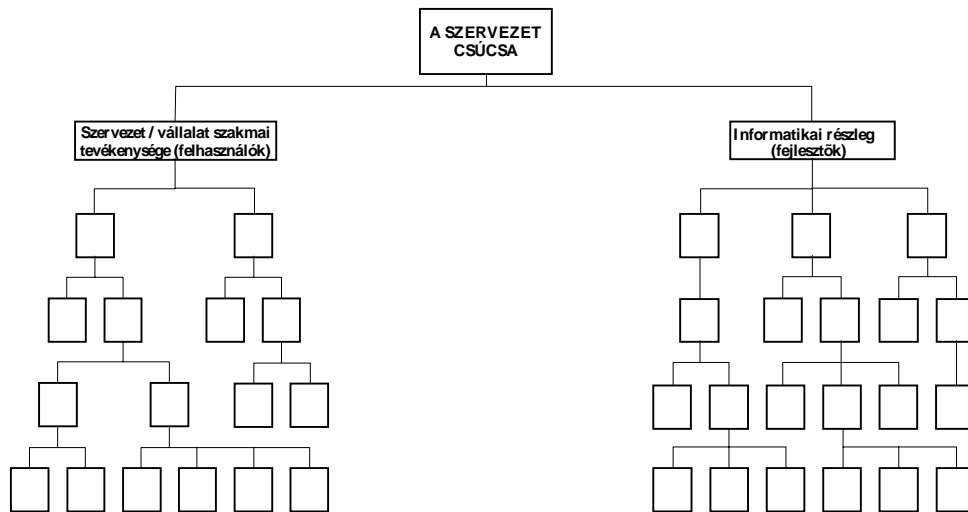 A SZERVEZET
CSÚCSA
Szervezet / vállalat szakmai
tevékenysége (felhasználók)
Informatikai részleg
(fejlesztők)